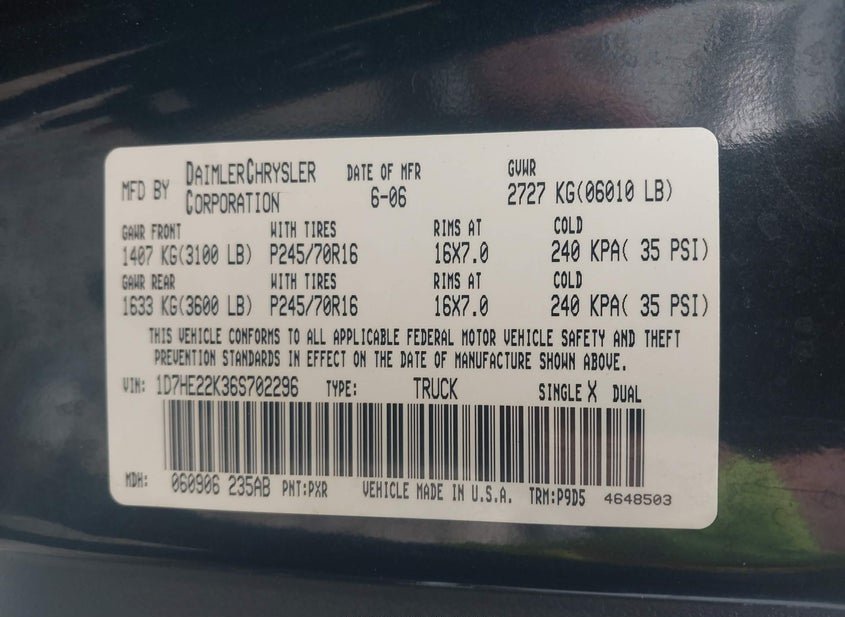 MFD BY DAIMLERCHRYSLER CORPORATION DATE OF MFR 6-06 GVWR 2727 KG(06010 LB)
GAWR FRONT WITH TIRES RIMS AT COLD
1407 KG(3100 LB) P245/70R16 16X7.0 240 KPA( 35 PSI)
GAWR REAR WITH TIRES RIMS AT COLD
1633 KG(3600 LB) P245/70R16 16X7.0 240 KPA( 35 PSI)
THIS VEHICLE CONFORMS TO ALL APPLICABLE FEDERAL MOTOR VEHICLE SAFETY AND THEFT
PREVENTION STANDARDS IN EFFECT ON THE DATE OF MANUFACTURE SHOWN ABOVE.
VIN: 1D7HE22K36S702296 TYPE: TRUCK SINGLE X DUAL
MDH: 060906 235AB PNT:PXR VEHICLE MADE IN U.S.A. TRM:P9D5 4648503